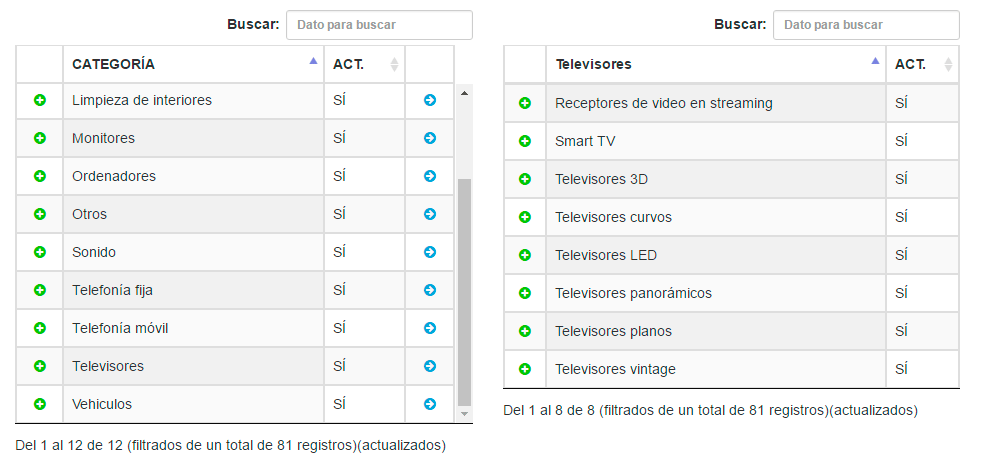 Buscar: Dato para buscar
CATEGORÍA ACT.
Limpieza de interiores SÍ
Monitores SÍ
Ordenadores SÍ
Otros SÍ
Sonido SÍ
Telefonía fija SÍ
Telefonía móvil SÍ
Televisores SÍ
Vehiculos SÍ
Del 1 al 12 de 12 (filtrados de un total de 81 registros)(actualizados)
Buscar: Dato para buscar
Televisores ACT.
Receptores de video en streaming SÍ
Smart TV SÍ
Televisores 3D SÍ
Televisores curvos SÍ
Televisores LED SÍ
Televisores panorámicos SÍ
Televisores planos SÍ
Televisores vintage SÍ
Del 1 al 8 de 8 (filtrados de un total de 81 registros)(actualizados)